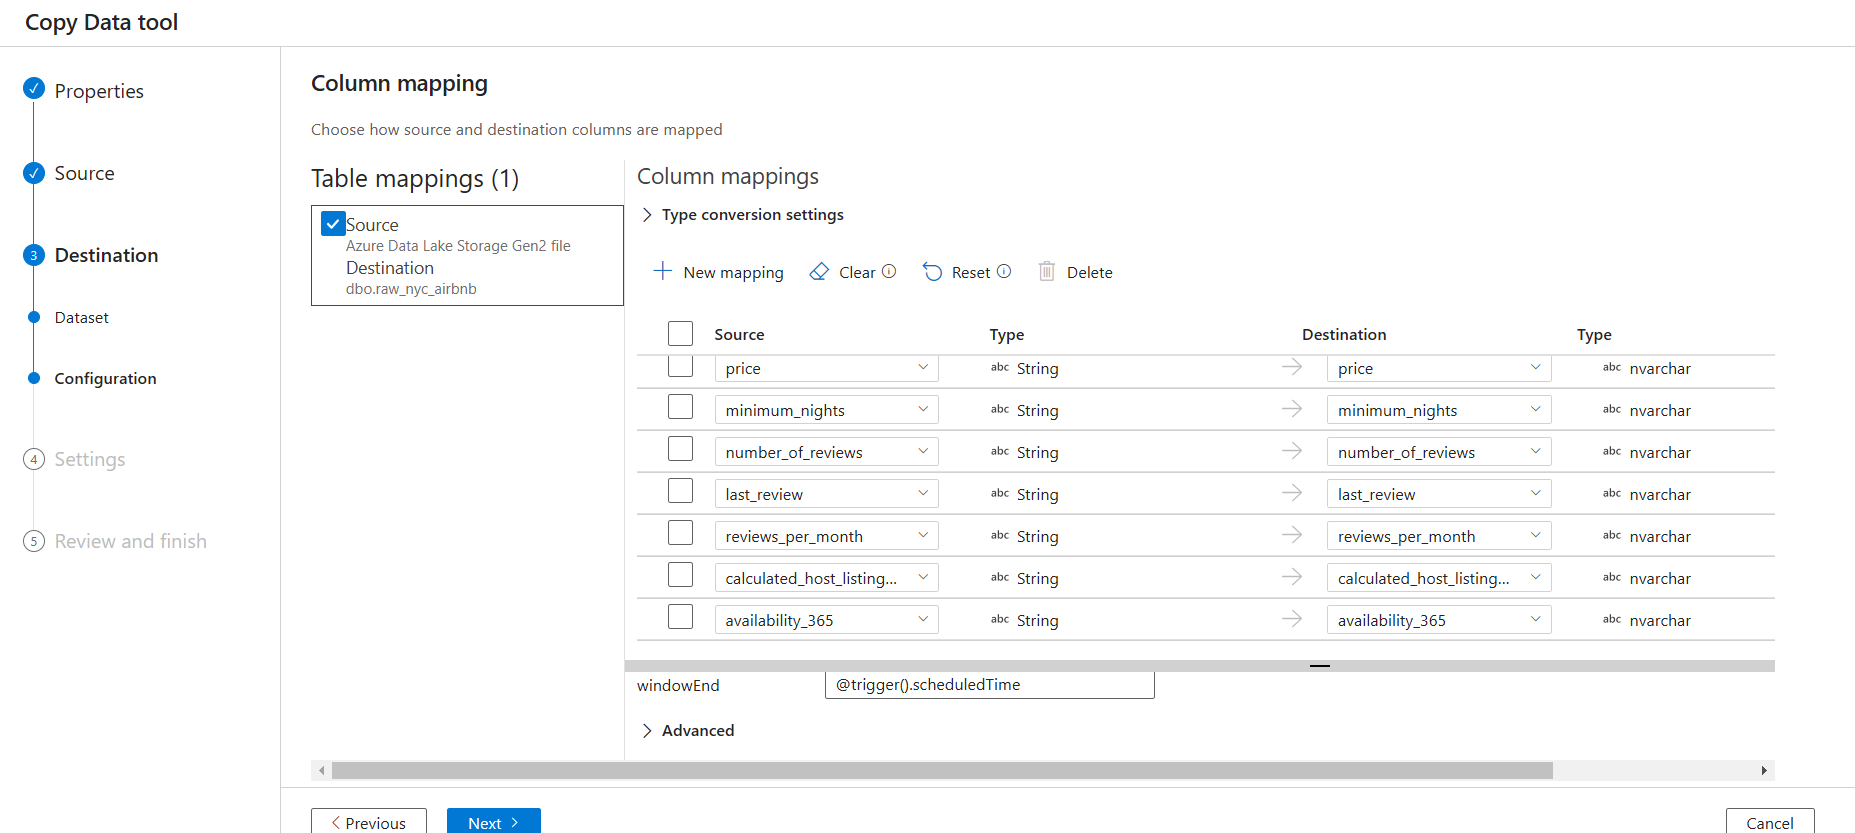 Copy Data tool
Properties
Source
3 Destination
Dataset
Configuration
4 Settings
5 Review and finish
Column mapping
Choose how source and destination columns are mapped
Table mappings (1)
Source
Azure Data Lake Storage Gen2 file
Destination
dbo.raw_nyc_airbnb
Column mappings
Type conversion settings
New mapping Clear Reset Delete
Source Type Destination Type
price abc String price abc nvarchar
minimum_nights abc String minimum_nights abc nvarchar
number_of_reviews abc String number_of_reviews abc nvarchar
last_review abc String last_review abc nvarchar
reviews_per_month abc String reviews_per_month abc nvarchar
calculated_host_listing... abc String calculated_host_listing... abc nvarchar
availability_365 abc String availability_365 abc nvarchar
windowEnd @trigger().scheduledTime
Advanced
Previous Next Cancel